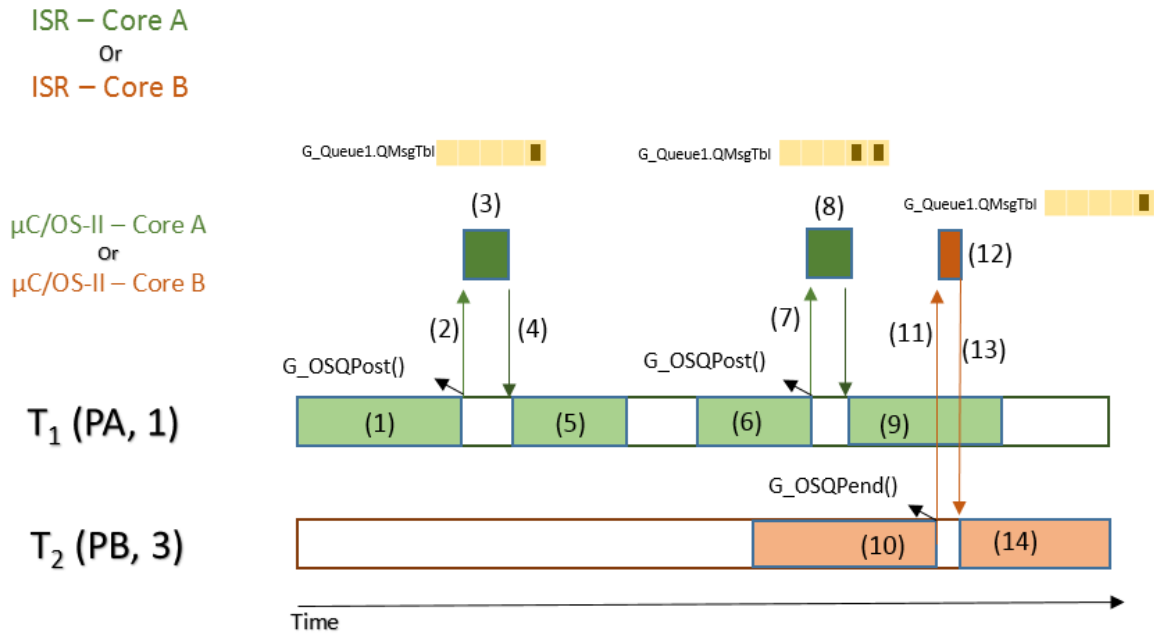 ISR – Core A
Or
ISR – Core B
G_Queue1.QMsgTbl
G_Queue1.QMsgTbl
G_Queue1.QMsgTbl
(3)
(8)
µC/OS-II – Core A
Or
µC/OS-II – Core B
(12)
(2)
(4)
(7)
(11)
(13)
G_OSQPost()
G_OSQPost()
T1 (PA, 1)
(1)
(5)
(6)
(9)
G_OSQPend()
T2 (PB, 3)
(10)
(14)
Time